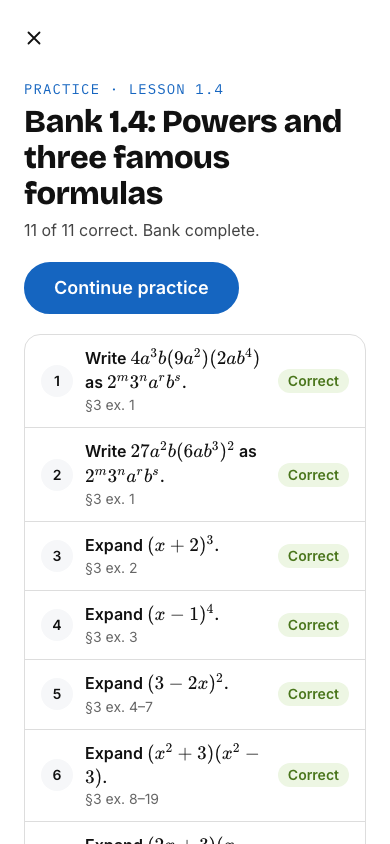 PRACTICE · LESSON 1.4
Bank 1.4: Powers and
three famous
formulas
11 of 11 correct. Bank complete.
Continue practice
1
Write 4a³b(9a²)(2ab⁴)
as 2ᵐ3ⁿaʳbˢ.
§3 ex. 1
Correct
2
Write 27a²b(6ab³)² as
2ᵐ3ⁿaʳbˢ.
§3 ex. 1
Correct
3
Expand (x + 2)³.
§3 ex. 2
Correct
4
Expand (x − 1)⁴.
§3 ex. 3
Correct
5
Expand (3 − 2x)².
§3 ex. 4–7
Correct
6
Expand (x² + 3)(x² −
3).
§3 ex. 8–19
Correct